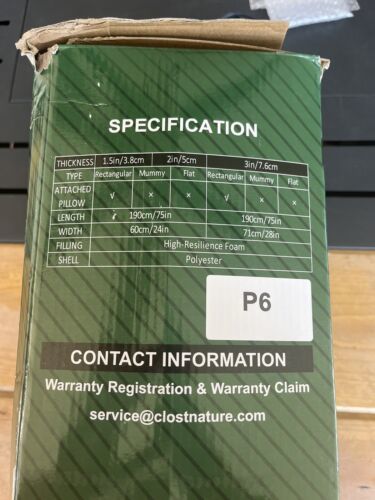 SPECIFICATION
THICKNESS 1.5in/3.8cm 2in/5cm 3in/7.6cm
TYPE Rectangular Mummy Flat Rectangular Mummy Flat
ATTACHED PILLOW √ × × √ × ×
LENGTH 190cm/75in 190cm/75in
WIDTH 60cm/24in 71cm/28in
FILLING High-Resilience Foam
SHELL Polyester
P6
CONTACT INFORMATION
Warranty Registration & Warranty Claim
service@clostnature.com